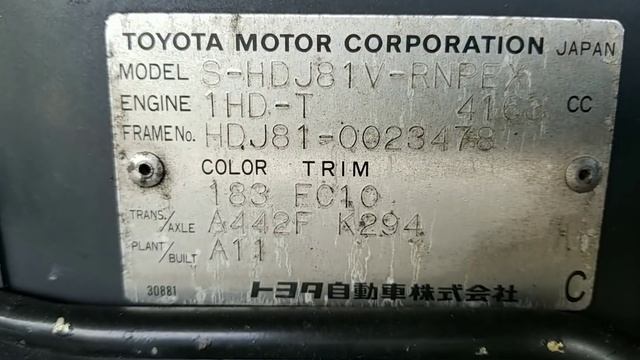 TOYOTA MOTOR CORPORATION JAPAN
MODEL S-HDJ81V-RNPEX
ENGINE 1HD-T 4163 CC
FRAME No. HDJ81-0023478
COLOR TRIM
183 FC10
TRANS./AXLE A442F K294
PLANT/BUILT A11
30881 トヨタ自動車株式会社 C